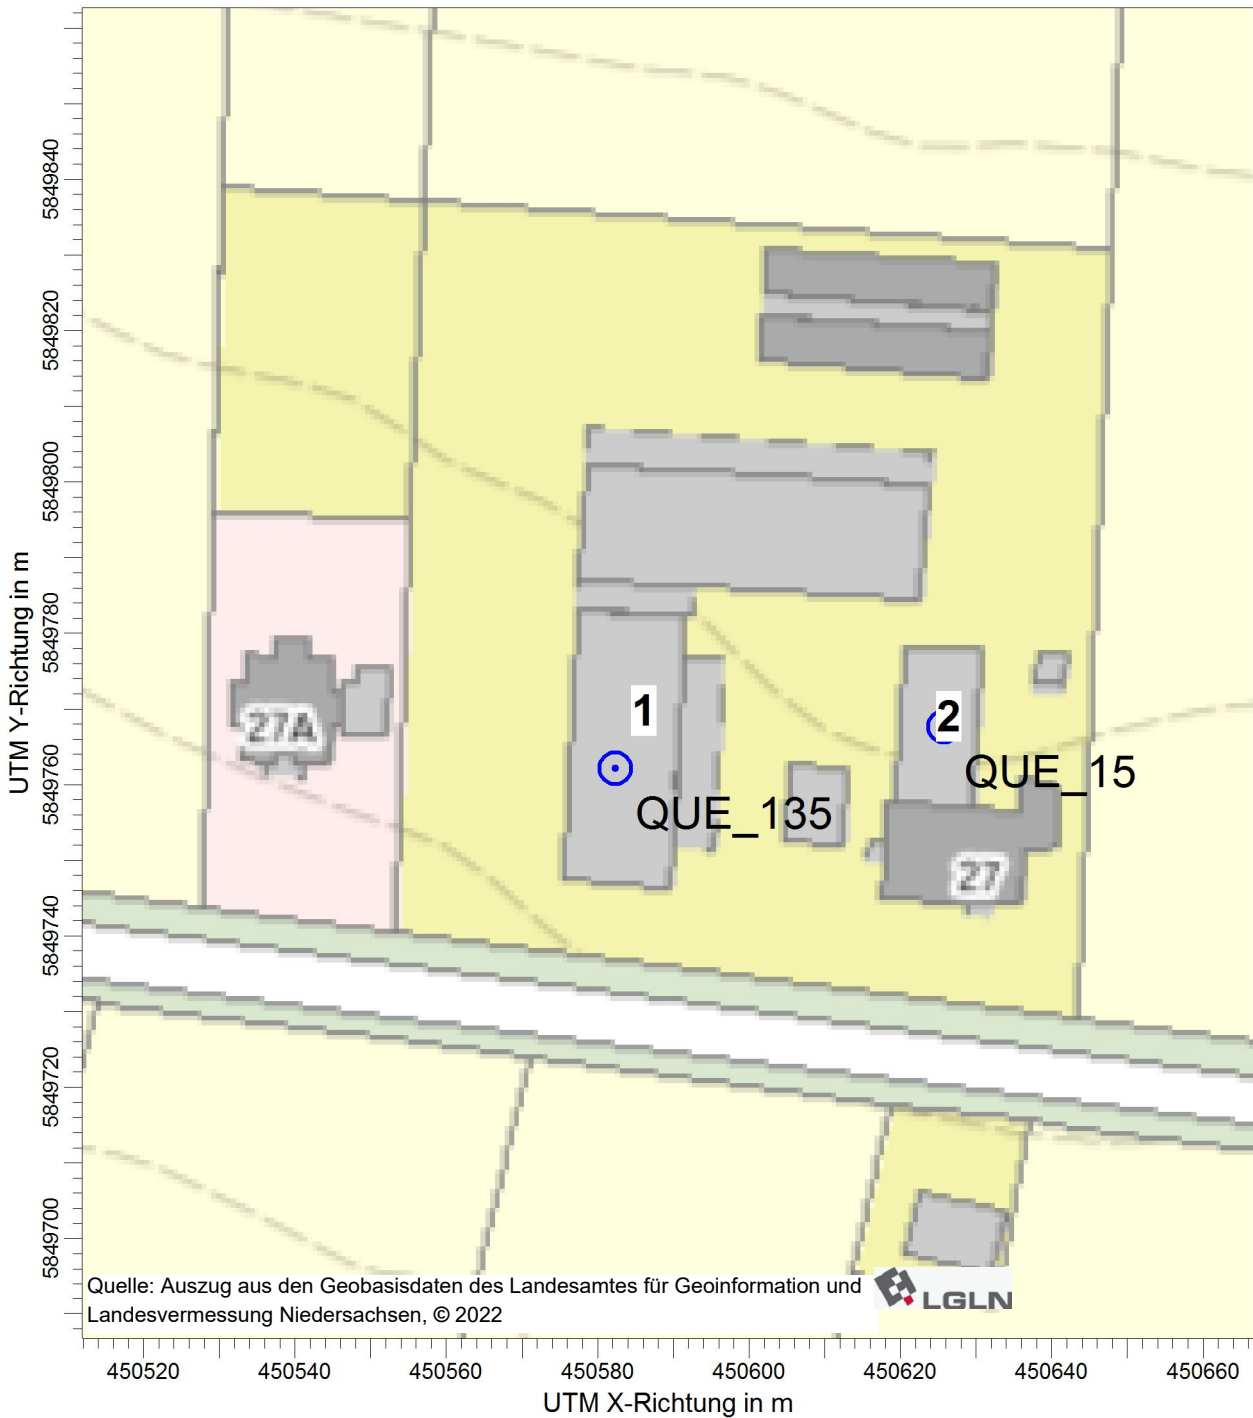 5849840
5849820
5849800
5849780
5849760
5849740
5849720
5849700
UTM Y-Richtung in m
27A
1
QUE_135
2
QUE_15
27
Quelle: Auszug aus den Geobasisdaten des Landesamtes für Geoinformation und
Landesvermessung Niedersachsen, © 2022
LGLN
450520 450540 450560 450580 450600 450620 450640 450660
UTM X-Richtung in m